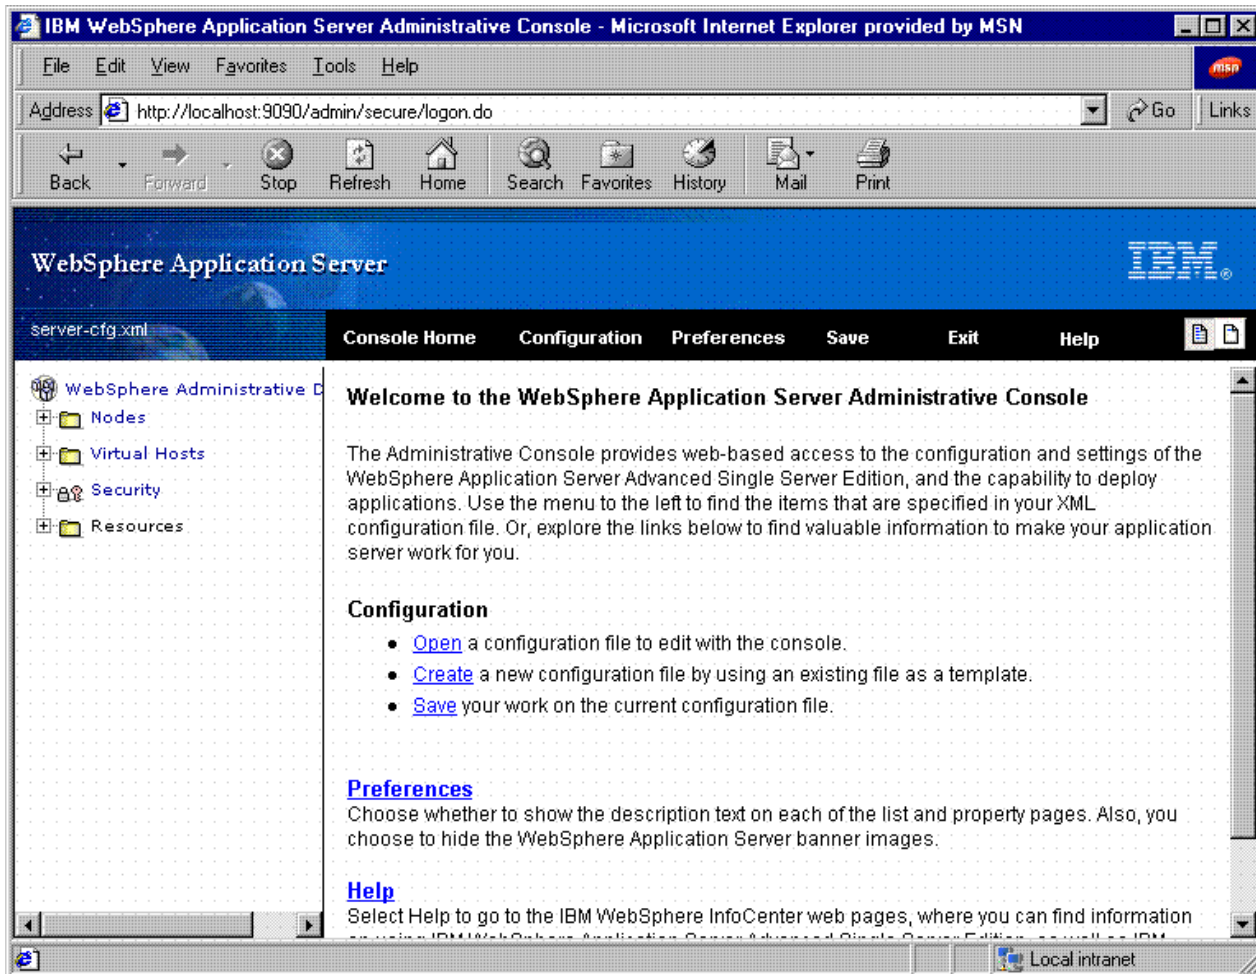 IBM WebSphere Application Server Administrative Console - Microsoft Internet Explorer provided by MSN
File Edit View Favorites Tools Help
msn
Address http://localhost:9090/admin/secure/logon.do Go Links
Back Forward Stop Refresh Home Search Favorites History Mail Print
WebSphere Application Server
IBM®
server-cfg.xml
Console Home Configuration Preferences Save Exit Help
WebSphere Administrative D
Nodes
Virtual Hosts
Security
Resources
Welcome to the WebSphere Application Server Administrative Console
The Administrative Console provides web-based access to the configuration and settings of the
WebSphere Application Server Advanced Single Server Edition, and the capability to deploy
applications. Use the menu to the left to find the items that are specified in your XML
configuration file. Or, explore the links below to find valuable information to make your application
server work for you.
Configuration
• Open a configuration file to edit with the console.
• Create a new configuration file by using an existing file as a template.
• Save your work on the current configuration file.
Preferences
Choose whether to show the description text on each of the list and property pages. Also, you
choose to hide the WebSphere Application Server banner images.
Help
Select Help to go to the IBM WebSphere InfoCenter web pages, where you can find information
Local intranet